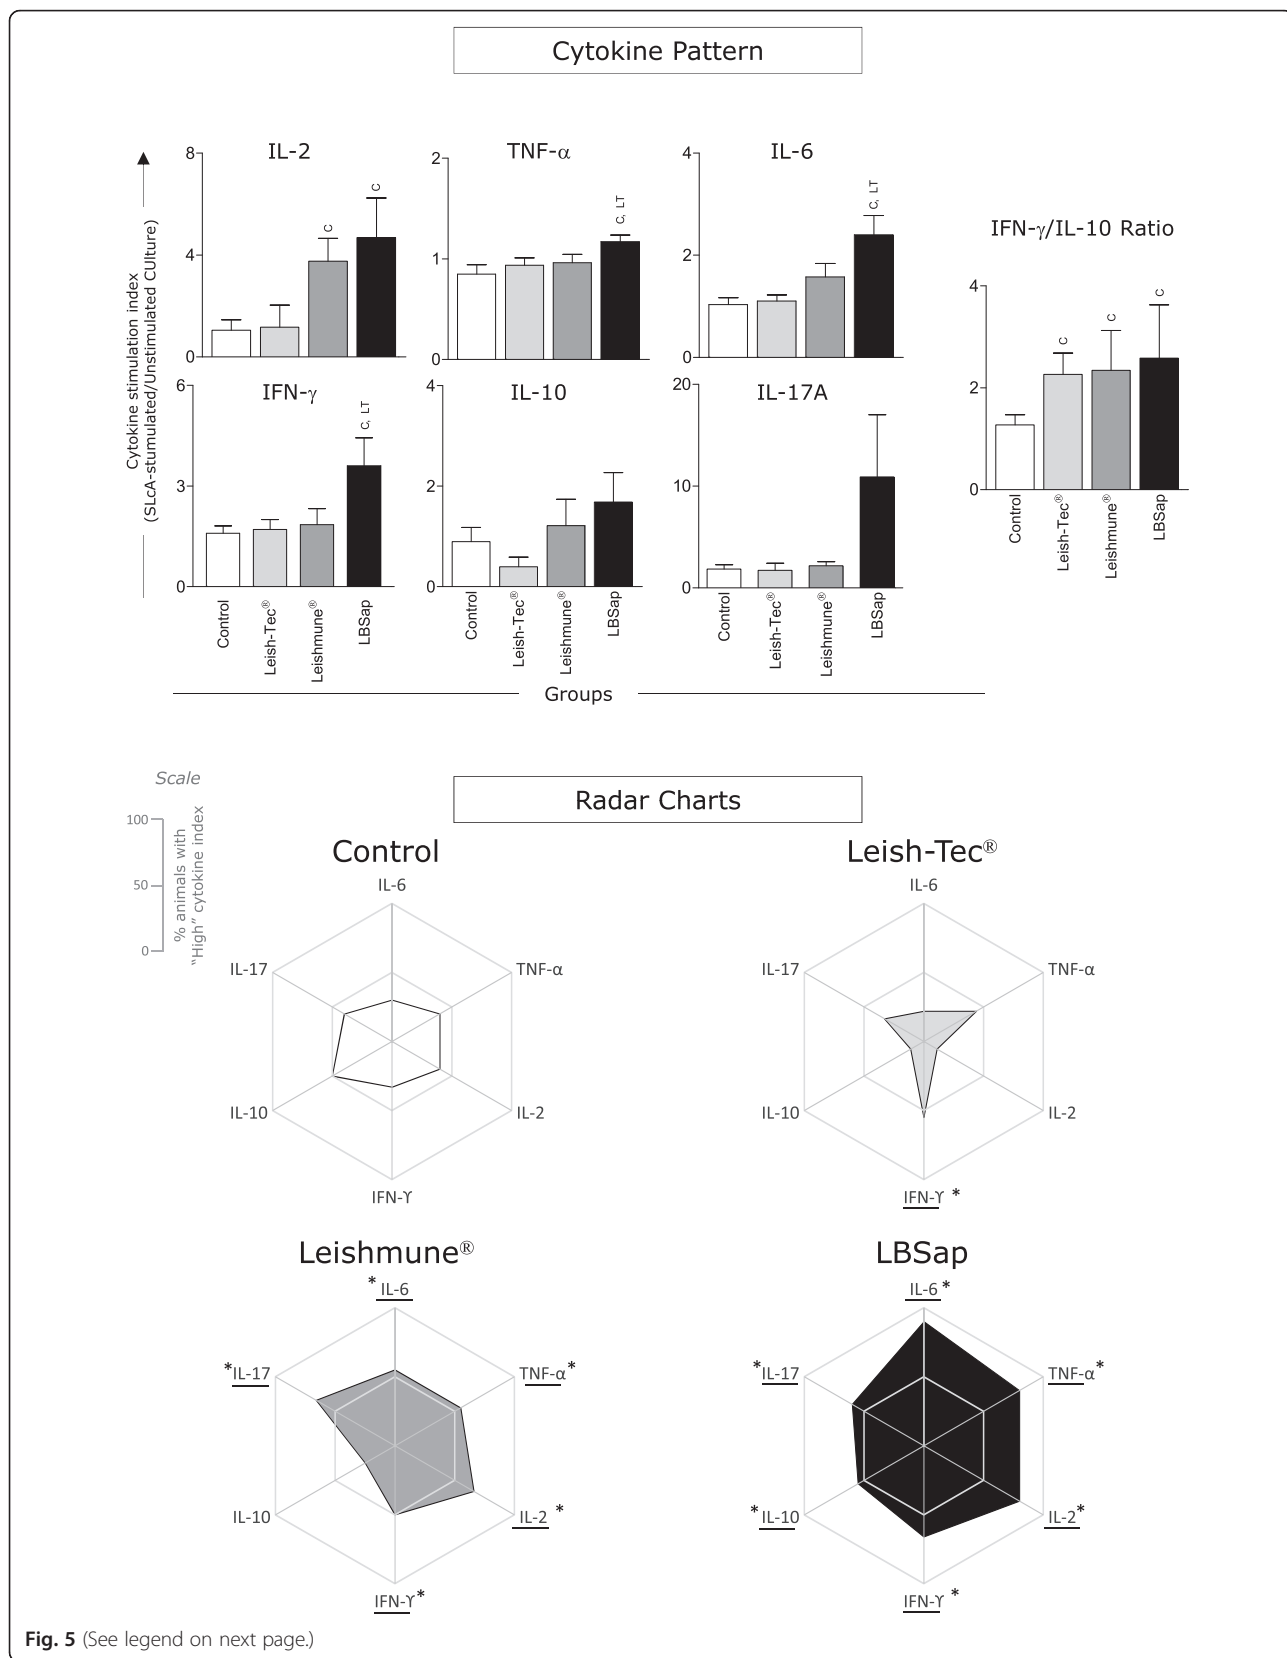 Cytokine Pattern
Cytokine stimulation index
(SLcA-stumulated/Unstimulated CUlture)
IL-2
8
4
0
C
C
TNF-α
2
1
0
C, LT
IL-6
4
2
0
C, LT
IFN-γ/IL-10 Ratio
4
2
0
C
C
C
Control
Leish-Tec®
Leishmune®
LBSap
IFN-γ
6
3
0
C, LT
Control
Leish-Tec®
Leishmune®
LBSap
IL-10
4
2
0
Control
Leish-Tec®
Leishmune®
LBSap
IL-17A
20
10
0
Control
Leish-Tec®
Leishmune®
LBSap
Groups
Radar Charts
Scale
100
50
0
% animals with
"High" cytokine index
Control
IL-6
IL-17
TNF-α
IL-10
IL-2
IFN-ϒ
Leish-Tec®
IL-6
IL-17
TNF-α
IL-10
IL-2
IFN-ϒ *
Leishmune®
* IL-6
*IL-17
TNF-α*
IL-10
IL-2 *
IFN-ϒ*
LBSap
IL-6*
*IL-17
TNF-α*
*IL-10
IL-2*
IFN-ϒ *
Fig. 5 (See legend on next page.)